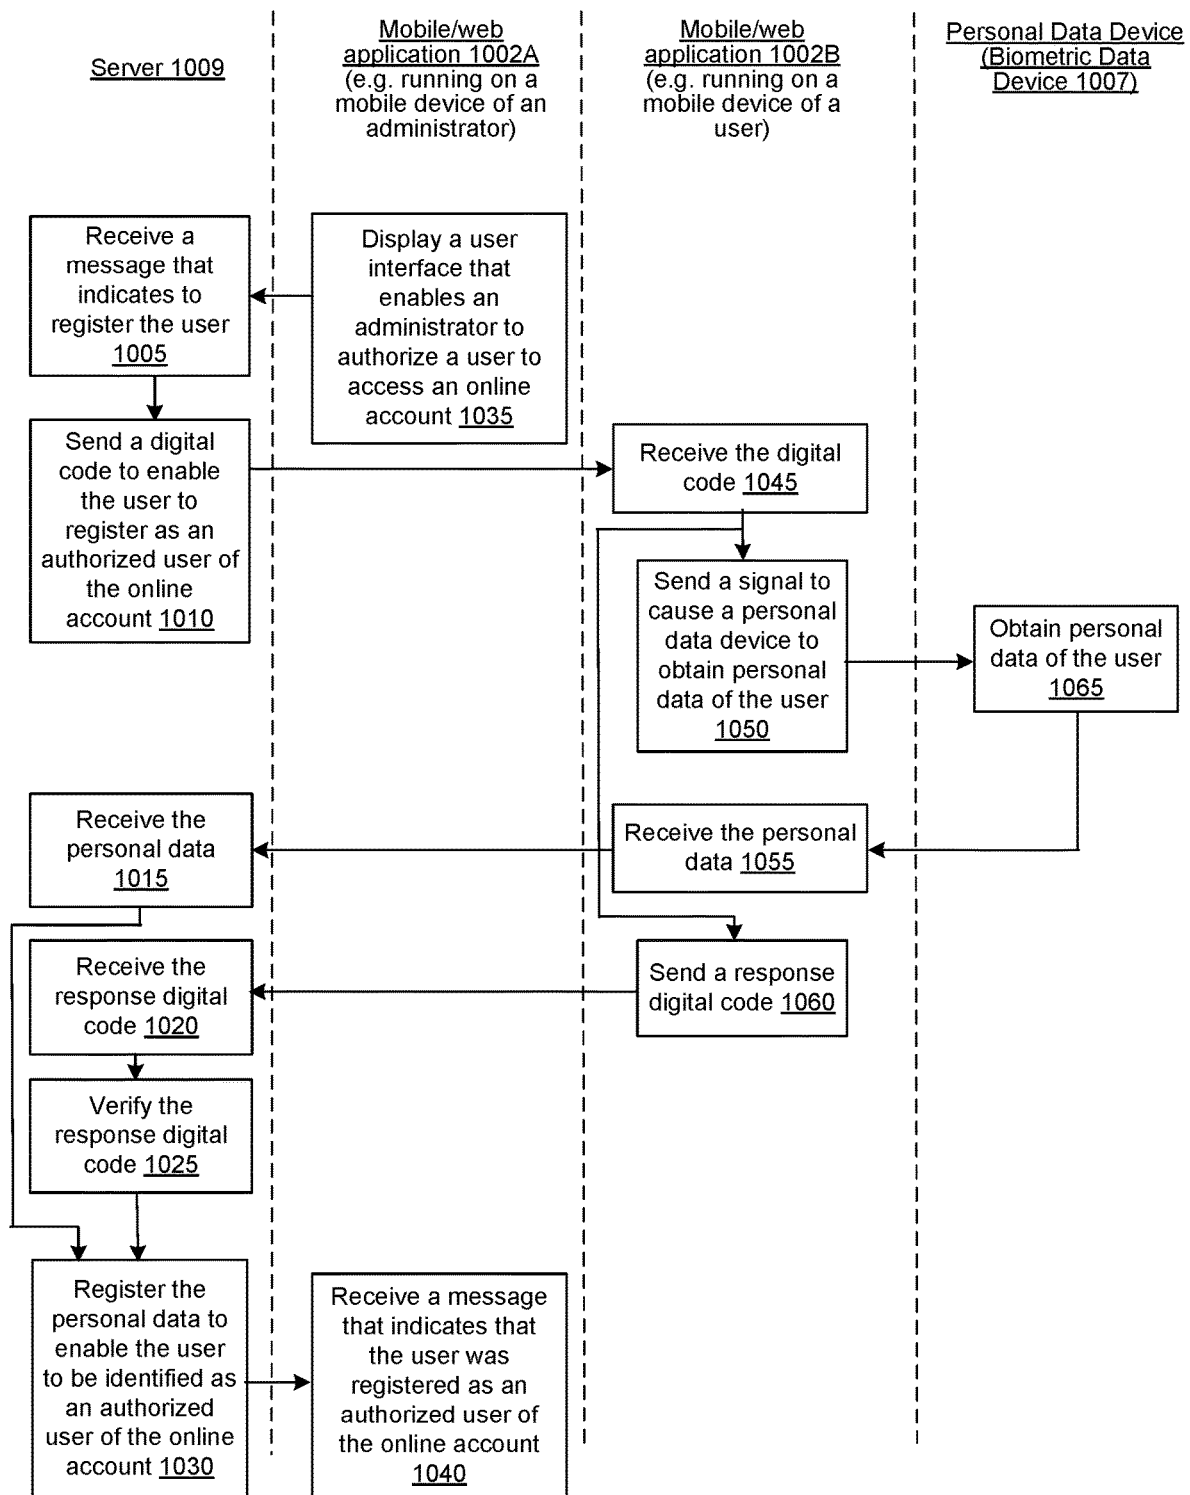 Server 1009
Mobile/web
application 1002A
(e.g. running on a
mobile device of an
administrator)
Mobile/web
application 1002B
(e.g. running on a
mobile device of a
user)
Personal Data Device
(Biometric Data
Device 1007)
Receive a
message that
indicates to
register the user
1005
Display a user
interface that
enables an
administrator to
authorize a user to
access an online
account 1035
Send a digital
code to enable
the user to
register as an
authorized user of
the online
account 1010
Receive the digital
code 1045
Send a signal to
cause a personal
data device to
obtain personal
data of the user
1050
Obtain personal
data of the user
1065
Receive the
personal data
1015
Receive the personal
data 1055
Receive the
response digital
code 1020
Send a response
digital code 1060
Verify the
response digital
code 1025
Register the
personal data to
enable the user
to be identified as
an authorized
user of the online
account 1030
Receive a message
that indicates that
the user was
registered as an
authorized user of
the online account
1040